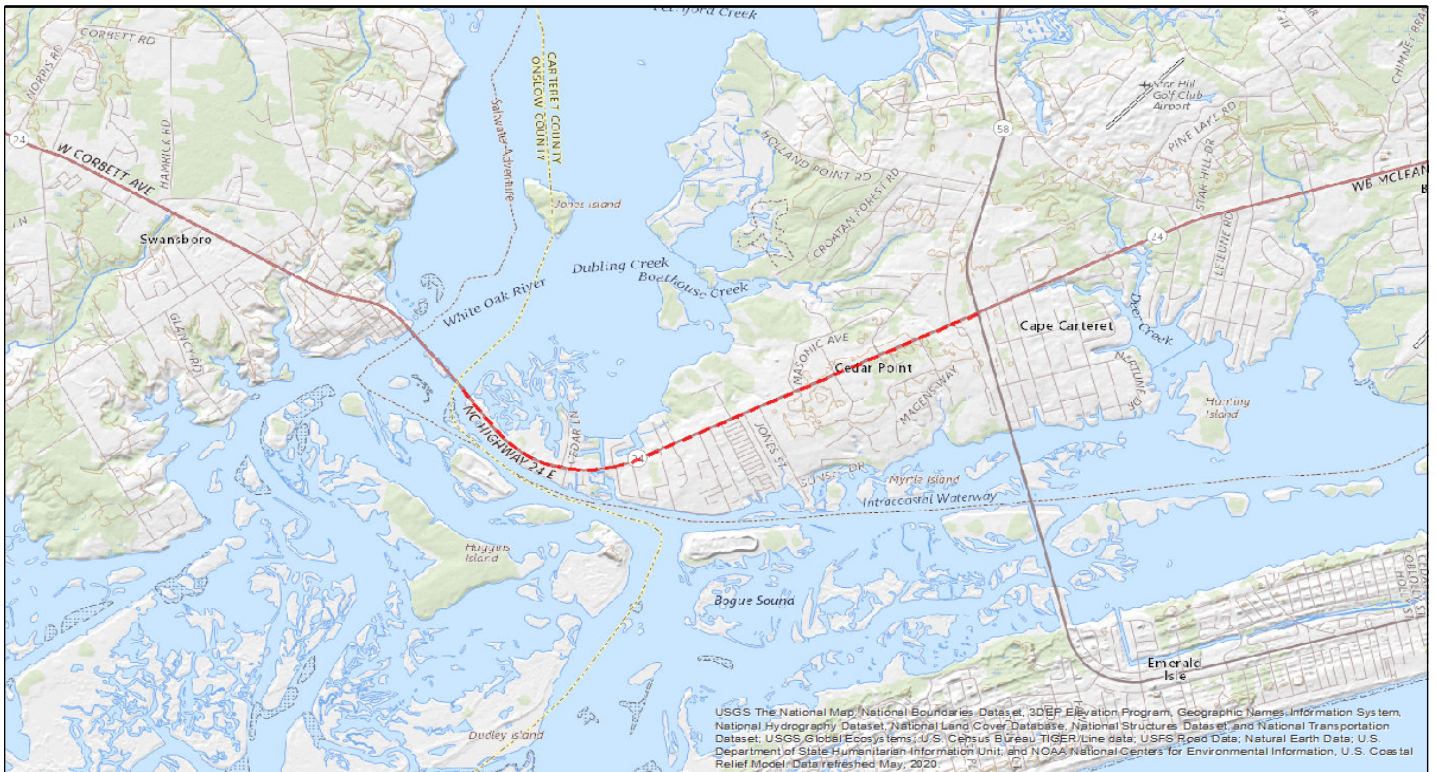 CORBETT RD
NORRIS RD
HAMRICK RD
24
W CORBETT AVE
Swansboro
GLANCY RD
CARTERET COUNTY
ONSLOW COUNTY
Saltwater Adventure
Jones Island
White Oak River
Dubling Creek
Boathouse Creek
HOLLAND POINT RD
CROATAN FOREST RD
58
Star Hill
Golf Club
Airport
PINE LAKE RD
STAR HILL DR
CHIMNEY BRA
WB MCLEAN
B
24
LEJEUNE RD
Deer Creek
Cape Carteret
NEPTUNE DR
Hunting
Island
MASONIC AVE
Cedar Point
MAGENS WAY
JONES ST
NC HIGHWAY 24 E
CEDAR LN
24
SUNSET DR
Myrtle Island
Intracoastal Waterway
Huggins
Island
Bogue Sound
Dudley Island
Emerald
Isle
USGS The National Map: National Boundaries Dataset, 3DEP Elevation Program, Geographic Names Information System,
National Hydrography Dataset, National Land Cover Database, National Structures Dataset, and National Transportation
Dataset; USGS Global Ecosystems; U.S. Census Bureau TIGER/Line data; USFS Road Data; Natural Earth Data; U.S.
Department of State Humanitarian Information Unit; and NOAA National Centers for Environmental Information, U.S. Coastal
Relief Model. Data refreshed May, 2020.